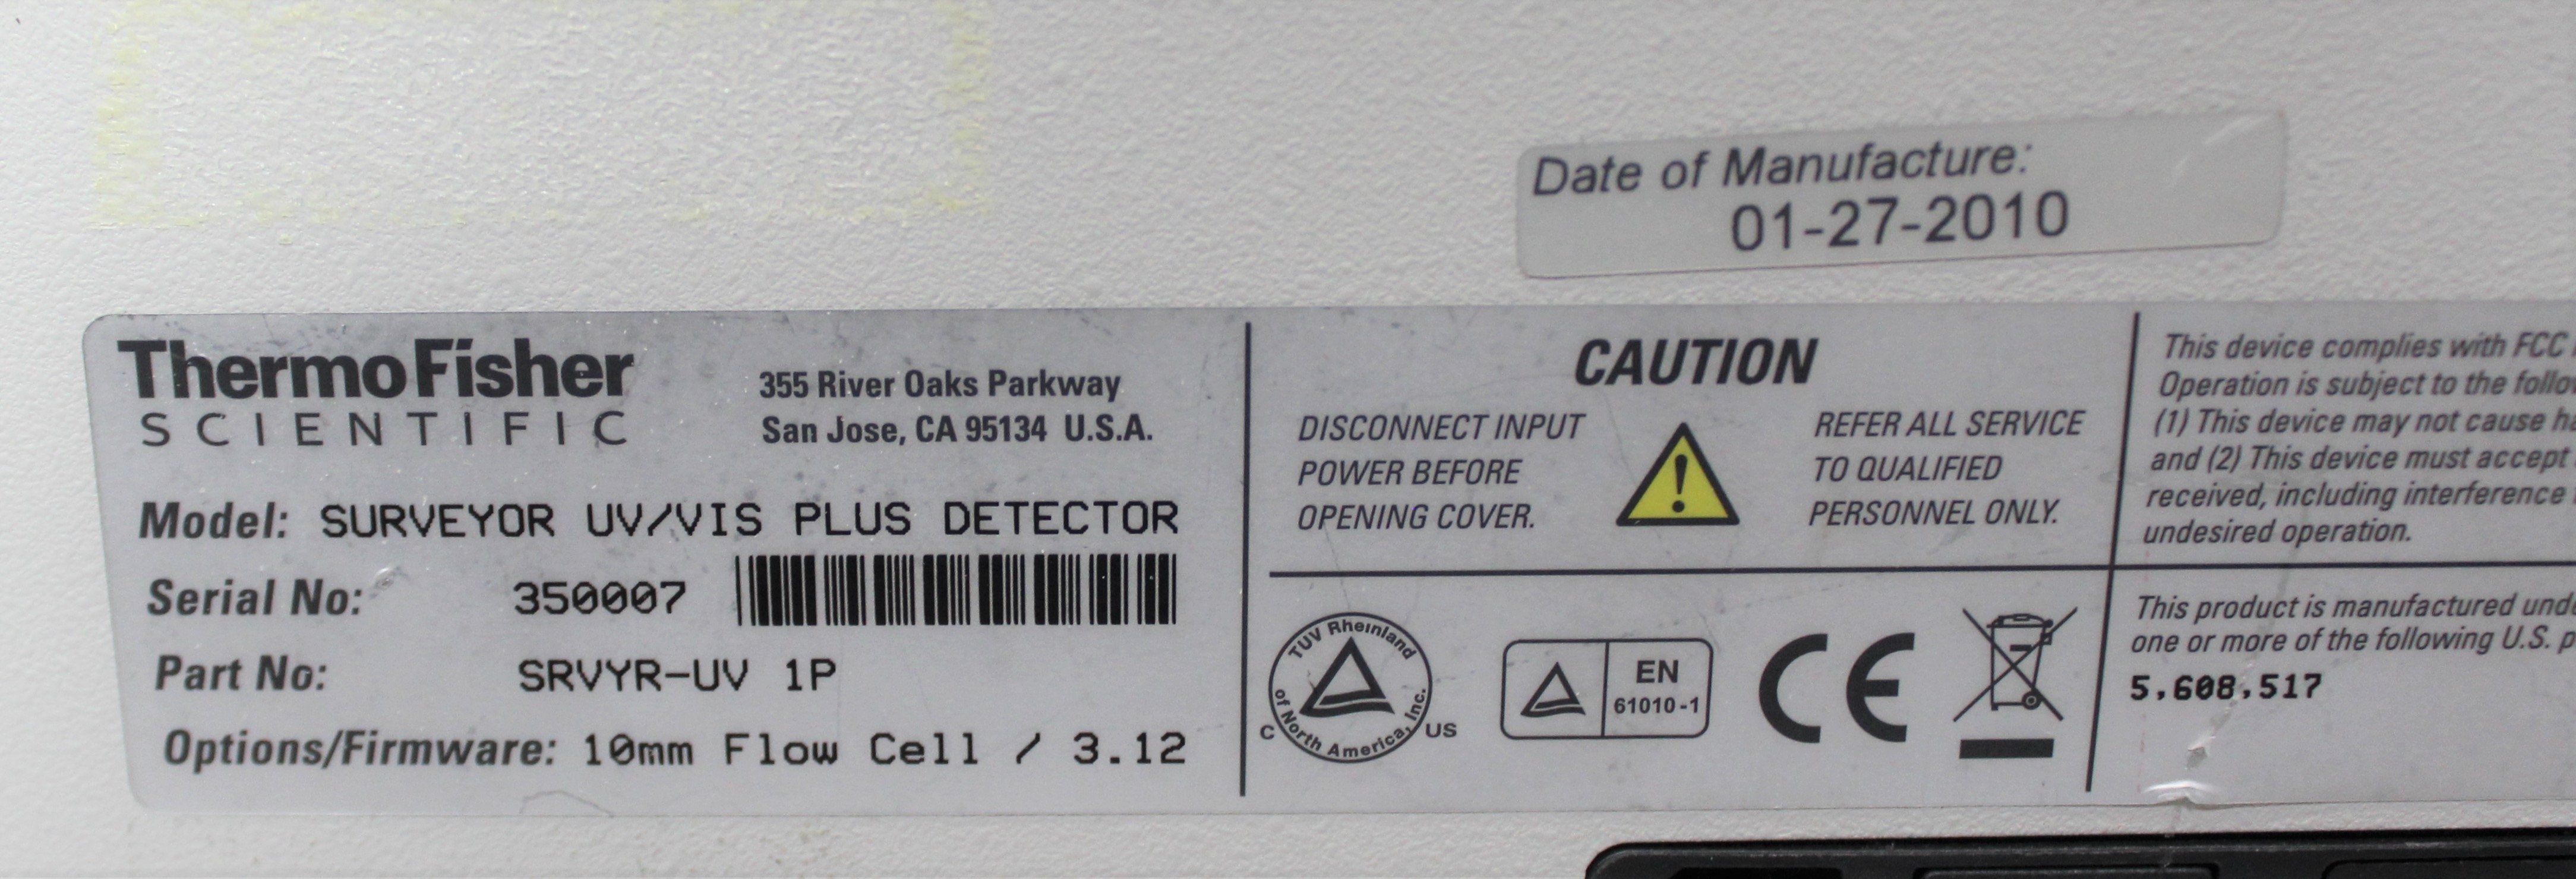 Date of Manufacture:
01-27-2010
ThermoFisher
SCIENTIFIC
355 River Oaks Parkway
San Jose, CA 95134 U.S.A.
Model: SURVEYOR UV/VIS PLUS DETECTOR
Serial No: 350007
Part No: SRVYR-UV 1P
Options/Firmware: 10mm Flow Cell / 3.12
CAUTION
DISCONNECT INPUT
POWER BEFORE
OPENING COVER.
REFER ALL SERVICE
TO QUALIFIED
PERSONNEL ONLY.
TUV Rheinland
of North America, Inc.
C US
EN
61010-1
CE
This device complies with FCC
Operation is subject to the
(1) This device may not cause
and (2) This device must accept
received, including interference
undesired operation.
This product is manufactured
one or more of the following U.S.
5,608,517